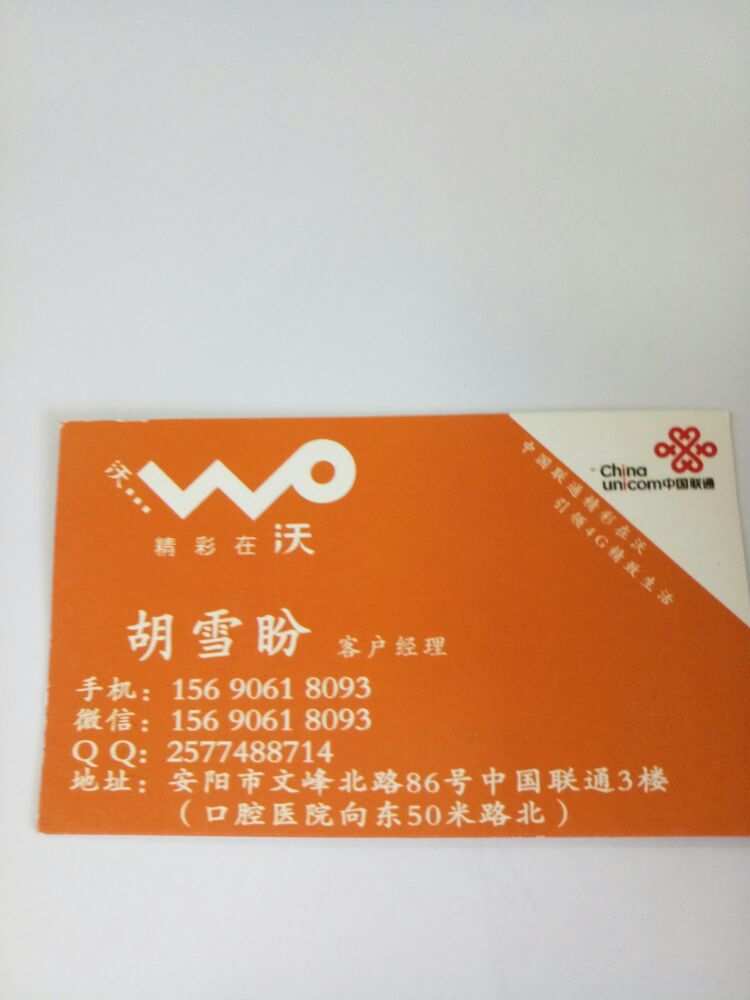 沃...
WO
精彩在沃
中国联通精彩在沃
引领4G精致生活
China
unicom中国联通
胡雪盼 客户经理
手机：156 9061 8093
微信：156 9061 8093
Q Q：2577488714
地址：安阳市文峰北路86号中国联通3楼
（口腔医院向东50米路北）